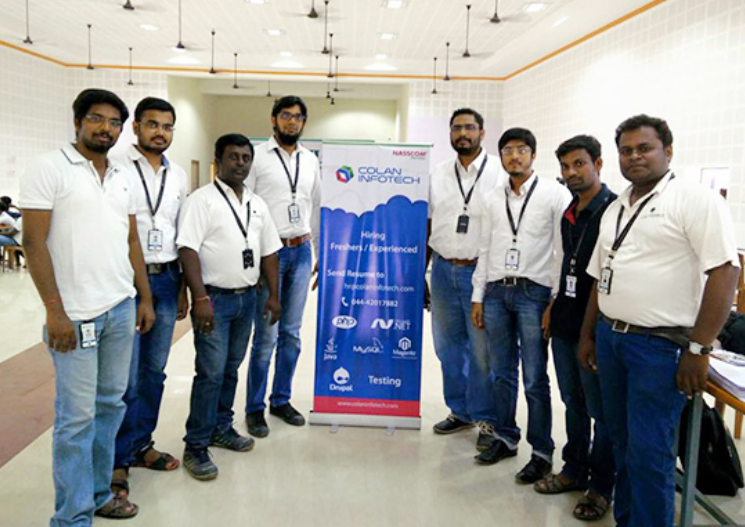 NASSCOM
COLAN
INFOTECH
Hiring
Freshers / Experienced
Send Resume to
hr@colaninfotech.com
044-42017882
php
.NET
Java
MySQL
Magento
Drupal
Testing
www.colaninfotech.com